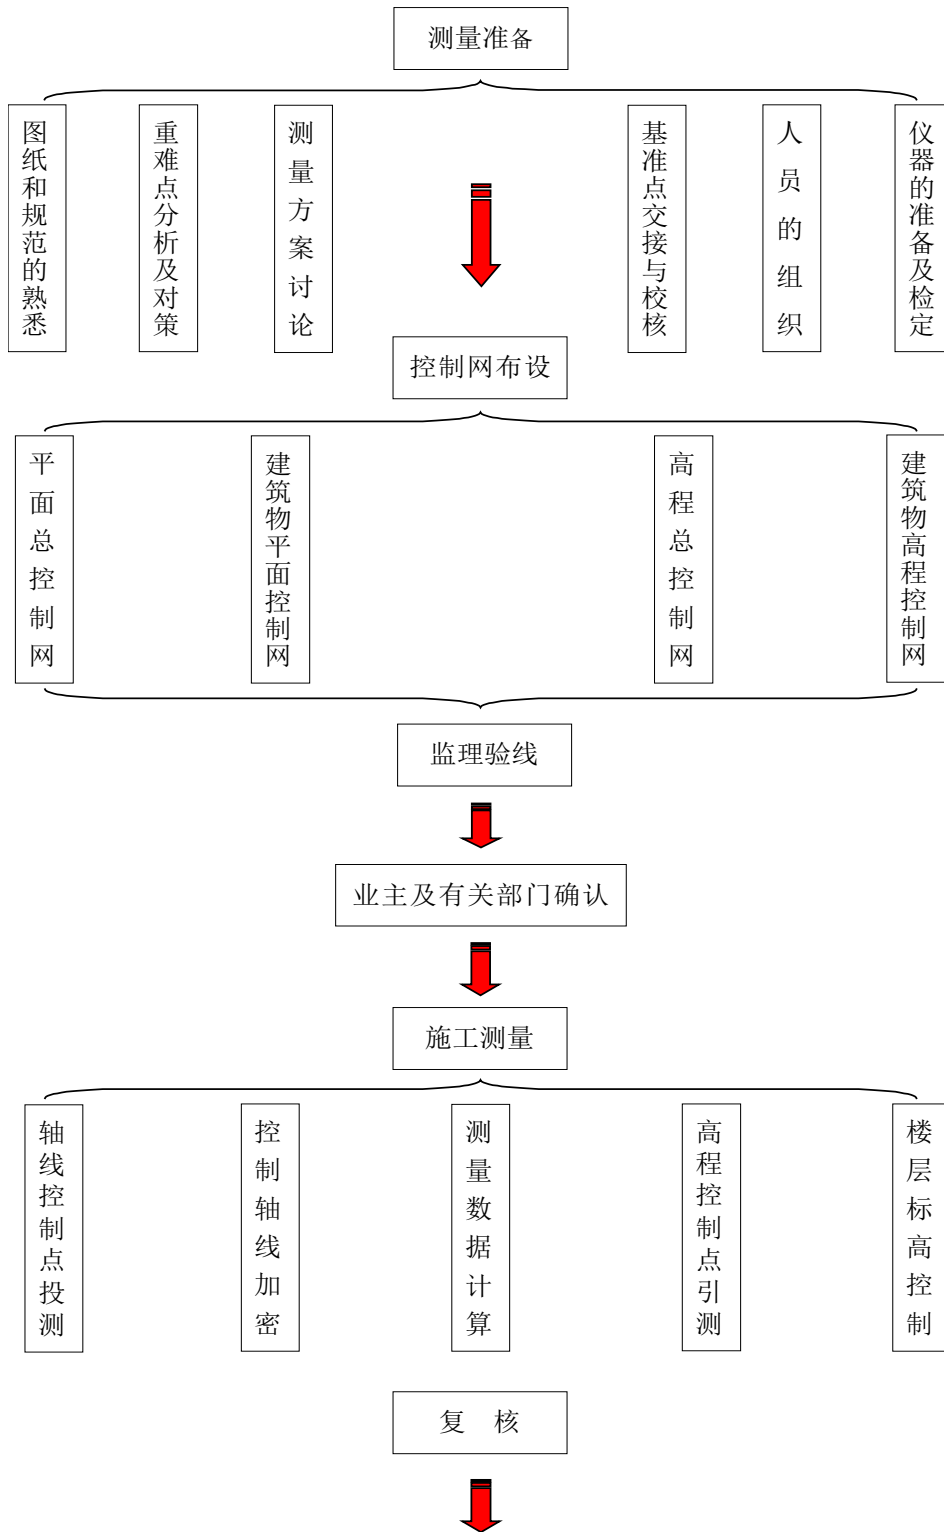 测量准备
图纸和规范的熟悉
重难点分析及对策
测量方案讨论
基准点交接与校核
人员的组织
仪器的准备及检定
控制网布设
平面总控制网
建筑物平面控制网
高程总控制网
建筑物高程控制网
监理验线
业主及有关部门确认
施工测量
轴线控制点投测
控制轴线加密
测量数据计算
高程控制点引测
楼层标高控制
复 核